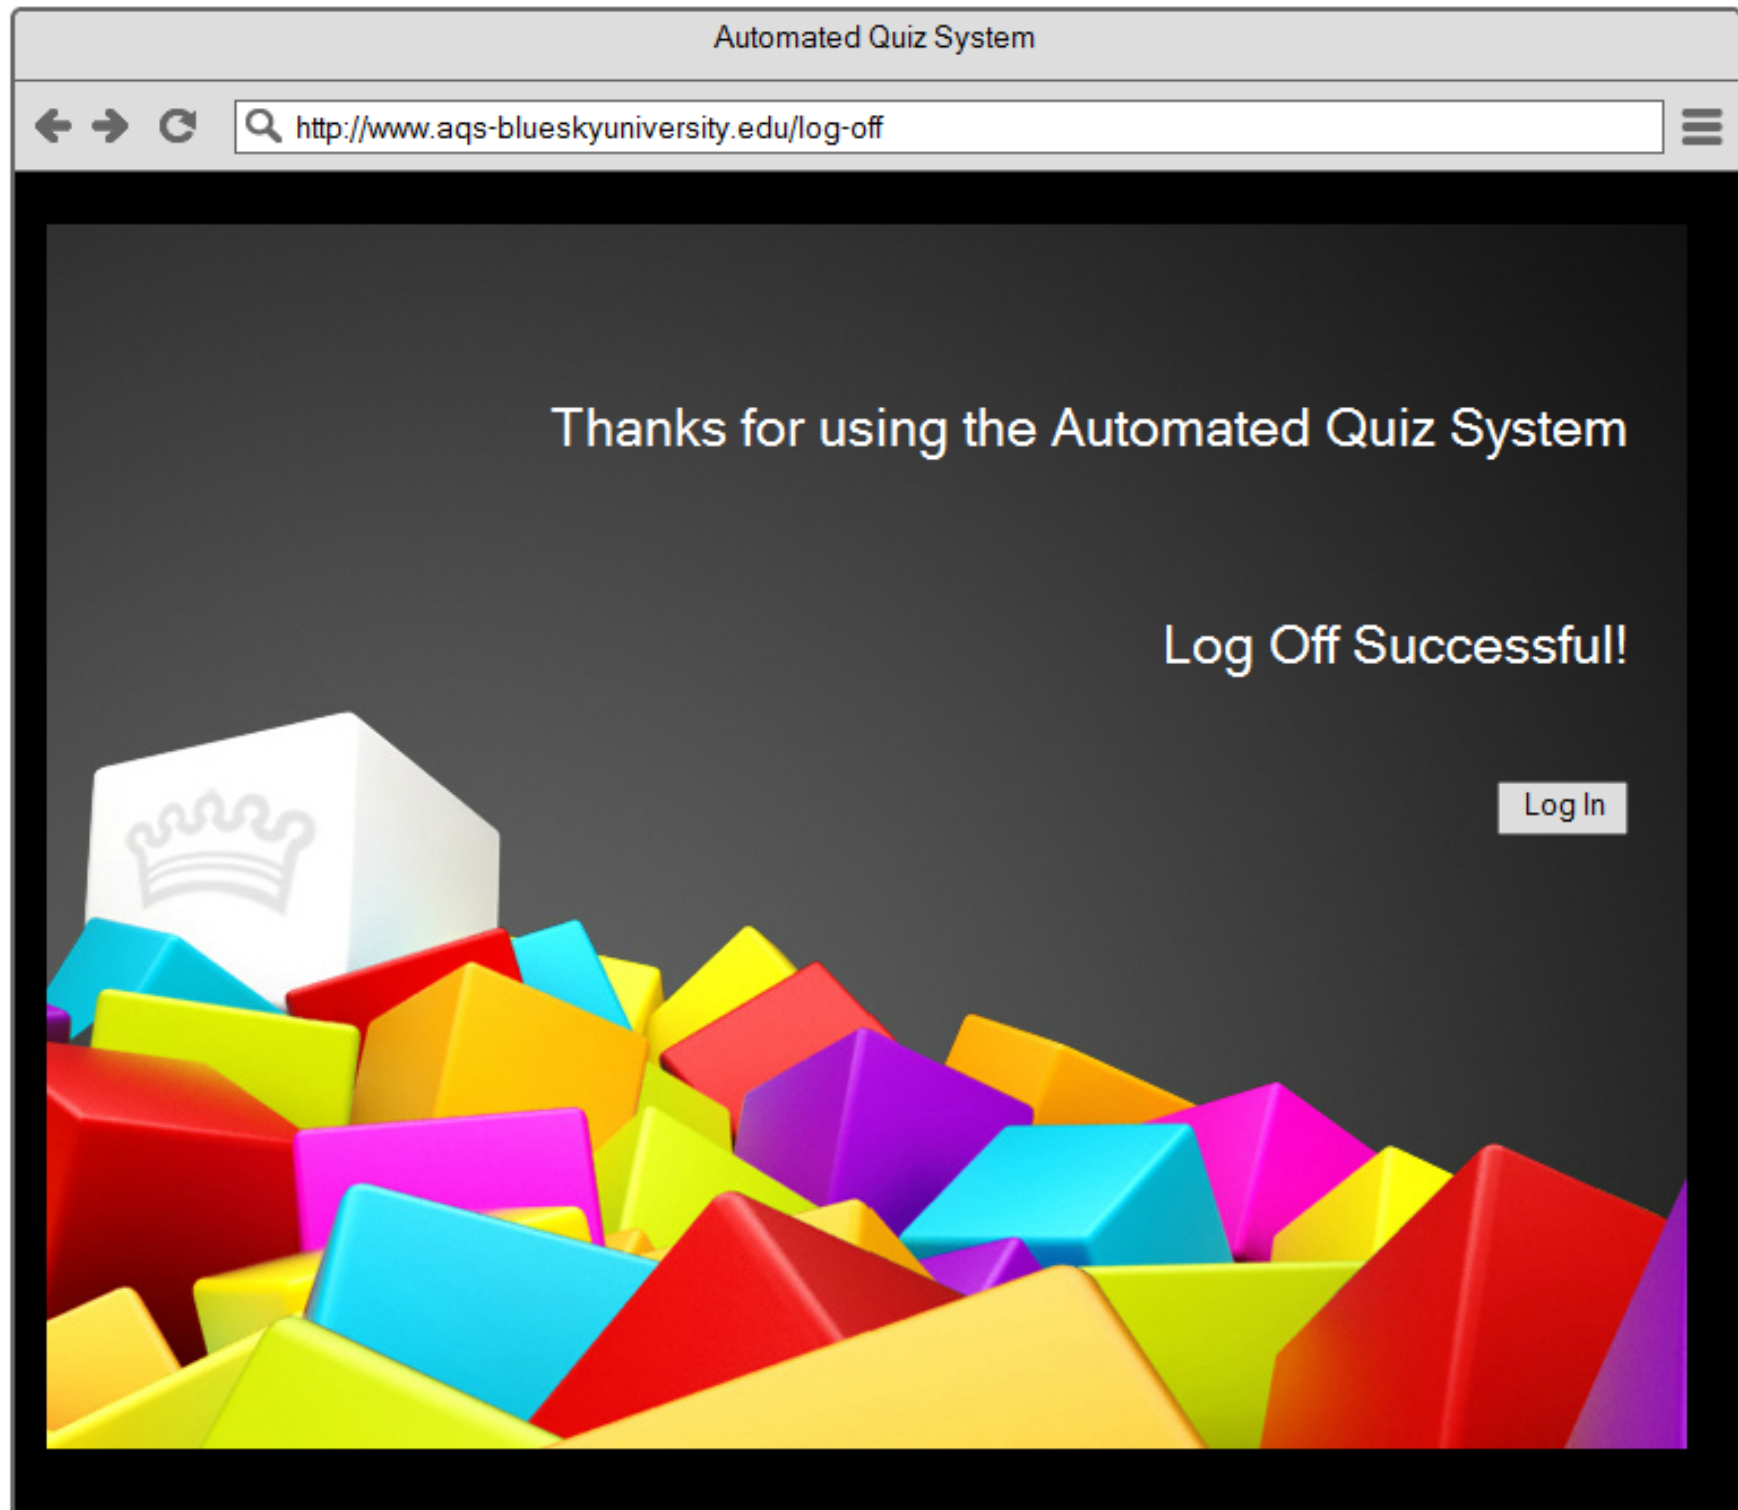 Automated Quiz System
http://www.aqs-blueskyuniversity.edu/log-off
Thanks for using the Automated Quiz System
Log Off Successful!
Log In